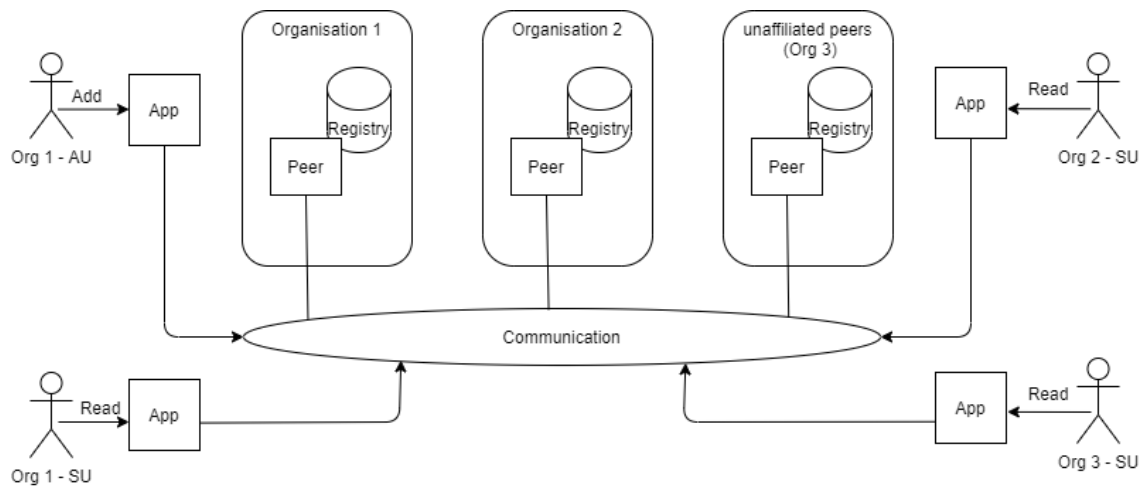 Organisation 1
Organisation 2
unaffiliated peers
(Org 3)
Add
App
Registry
Peer
Registry
Peer
Registry
Peer
App
Read
Org 1 - AU
Org 2 - SU
Communication
Read
App
App
Read
Org 1 - SU
Org 3 - SU